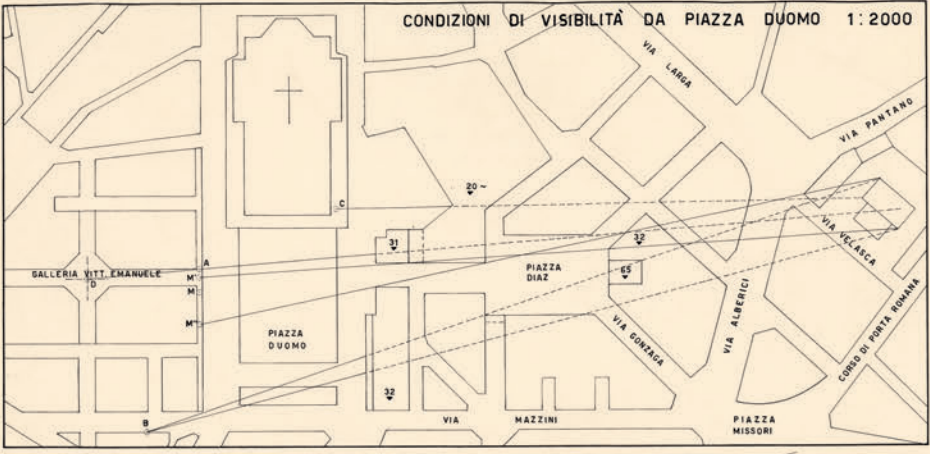 CONDIZIONI DI VISIBILITÀ DA PIAZZA DUOMO 1:2000
VIA LARGA
VIA PANTANO
20~
C
31
32
VIA VELASCA
A
GALLERIA VITT. EMANUELE
D
M'
M
PIAZZA
DIAZ
65
M"
PIAZZA
DUOMO
VIA GONZAGA
VIA ALBERICI
CORSO DI PORTA ROMANA
32
B
VIA MAZZINI
PIAZZA
MISSORI